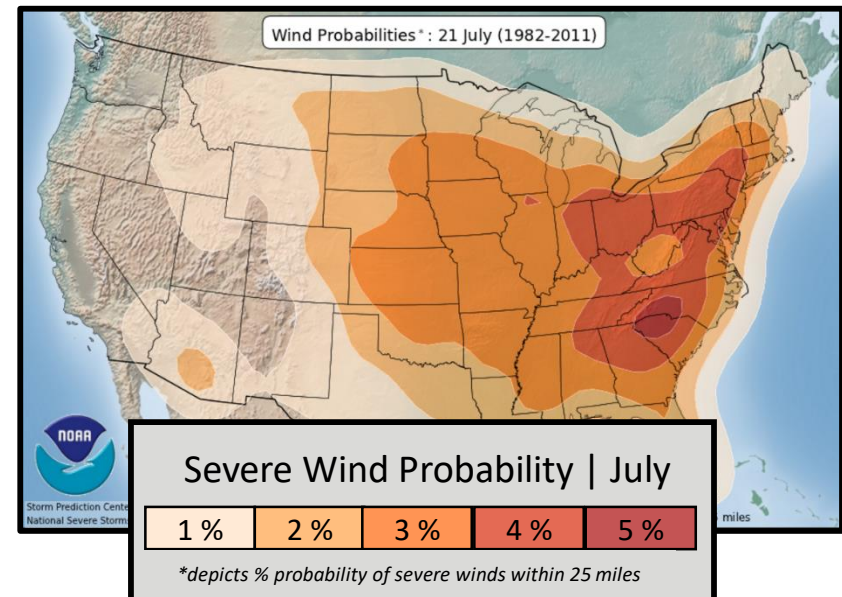 Wind Probabilities*: 21 July (1982-2011)
NOAA
Storm Prediction Cente
National Severe Storm
miles
Severe Wind Probability | July
1 % 2 % 3 % 4 % 5 %
*depicts % probability of severe winds within 25 miles